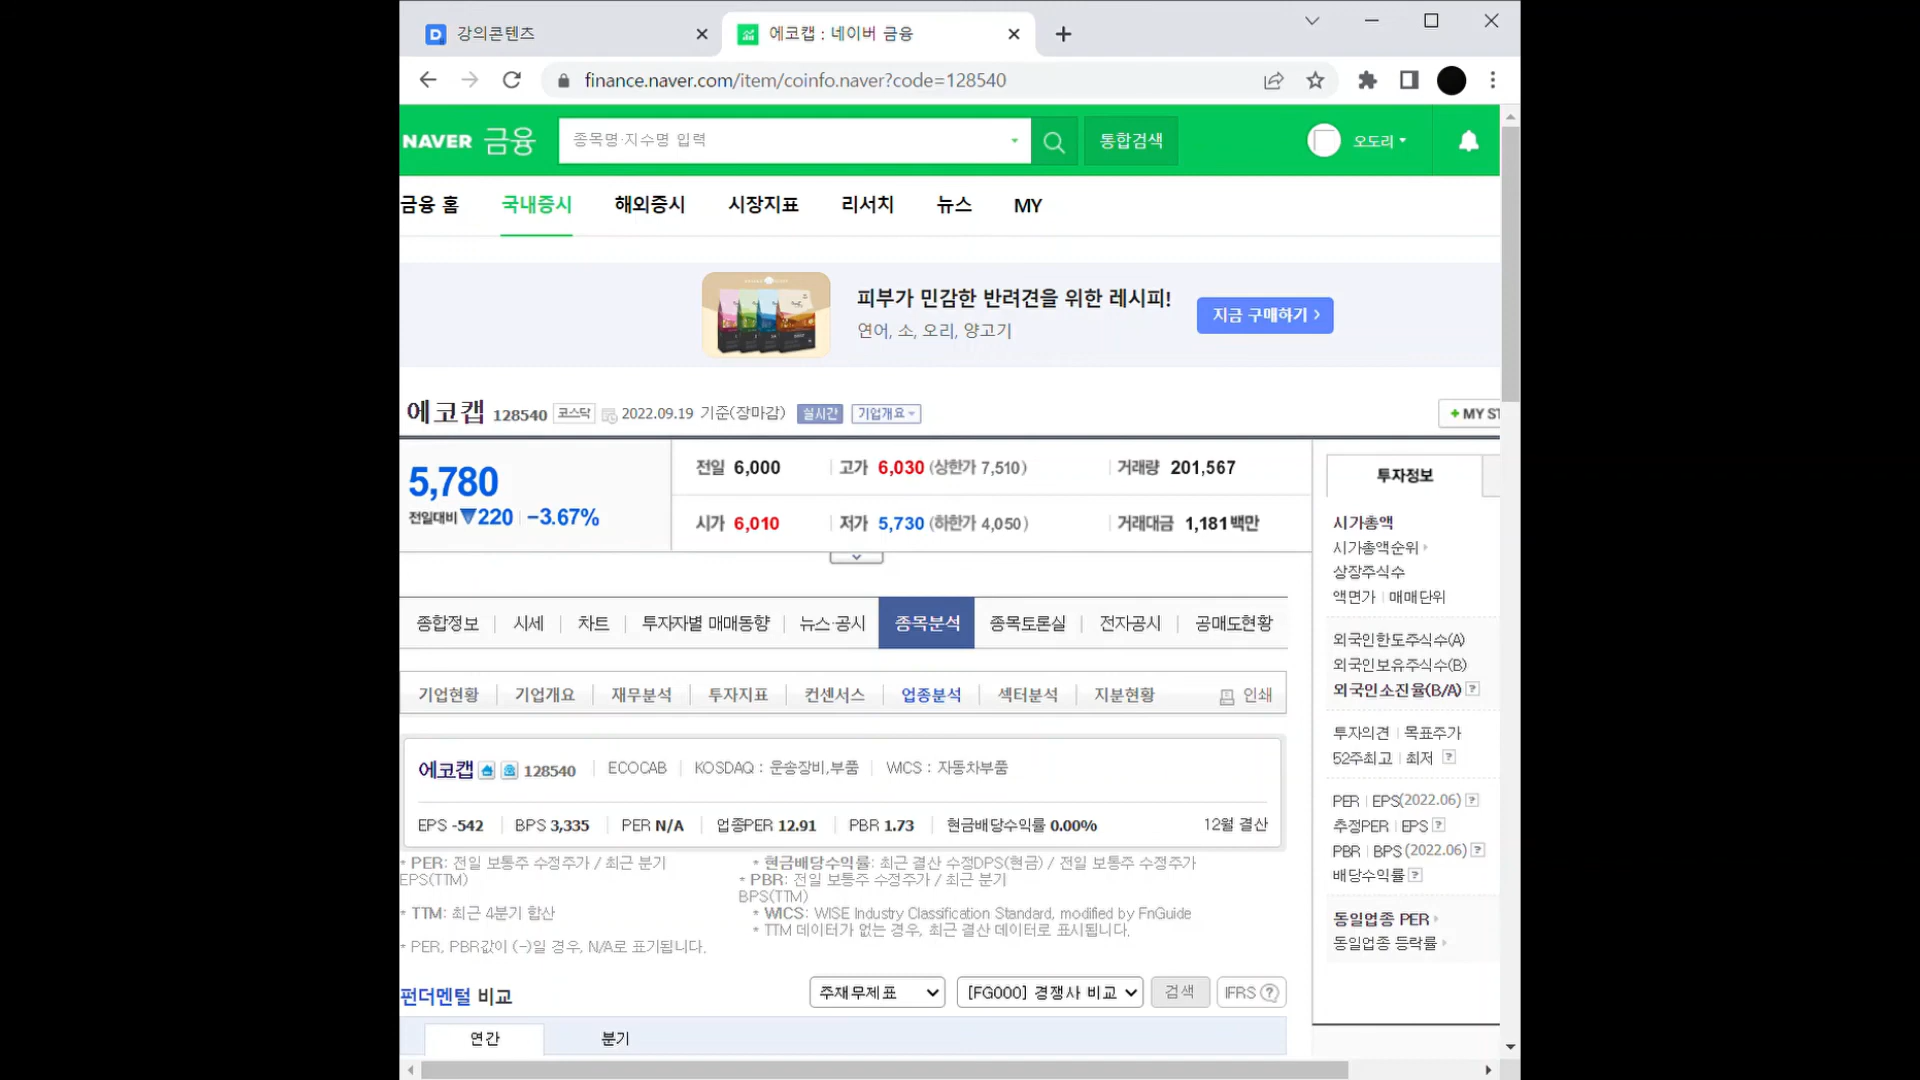 강의콘텐츠
에코캡 : 네이버 금융
finance.naver.com/item/coinfo.naver?code=128540
NAVER 금융
종목명·지수명 입력
통합검색
오도리
금융 홈 국내증시 해외증시 시장지표 리서치 뉴스 MY
피부가 민감한 반려견을 위한 레시피!
연어, 소, 오리, 양고기
지금 구매하기 >
에코캡 128540 코스닥 2022.09.19 기준(장마감) 실시간 기업개요
+ MY ST
5,780
전일대비 ▼220 -3.67%
전일 6,000 고가 6,030 (상한가 7,510) 거래량 201,567
시가 6,010 저가 5,730 (하한가 4,050) 거래대금 1,181백만
투자정보
시가총액
시가총액순위
상장주식수
액면가 | 매매단위
외국인한도주식수(A)
외국인보유주식수(B)
외국인소진율(B/A) ?
투자의견 | 목표주가
52주최고 | 최저 ?
PER | EPS(2022.06) ?
추정PER | EPS ?
PBR | BPS (2022.06) ?
배당수익률 ?
동일업종 PER
동일업종 등락률
종합정보 시세 차트 투자자별 매매동향 뉴스·공시 종목분석 종목토론실 전자공시 공매도현황
기업현황 기업개요 재무분석 투자지표 컨센서스 업종분석 섹터분석 지분현황 인쇄
에코캡 128540 ECOCAB KOSDAQ : 운송장비,부품 WICS : 자동차부품
EPS -542 BPS 3,335 PER N/A 업종PER 12.91 PBR 1.73 현금배당수익률 0.00% 12월 결산
* PER: 전일 보통주 수정주가 / 최근 분기
EPS(TTM)
* TTM: 최근 4분기 합산
* PER, PBR값이 (-)일 경우, N/A로 표기됩니다.
* 현금배당수익률: 최근 결산 수정DPS(현금) / 전일 보통주 수정주가
* PBR: 전일 보통주 수정주가 / 최근 분기
BPS(TTM)
* WICS: WISE Industry Classification Standard, modified by FnGuide
* TTM 데이터가 없는 경우, 최근 결산 데이터로 표시됩니다.
펀더멘털 비교
주재무제표 [FG000] 경쟁사 비교 검색 IFRS ?
연간 분기